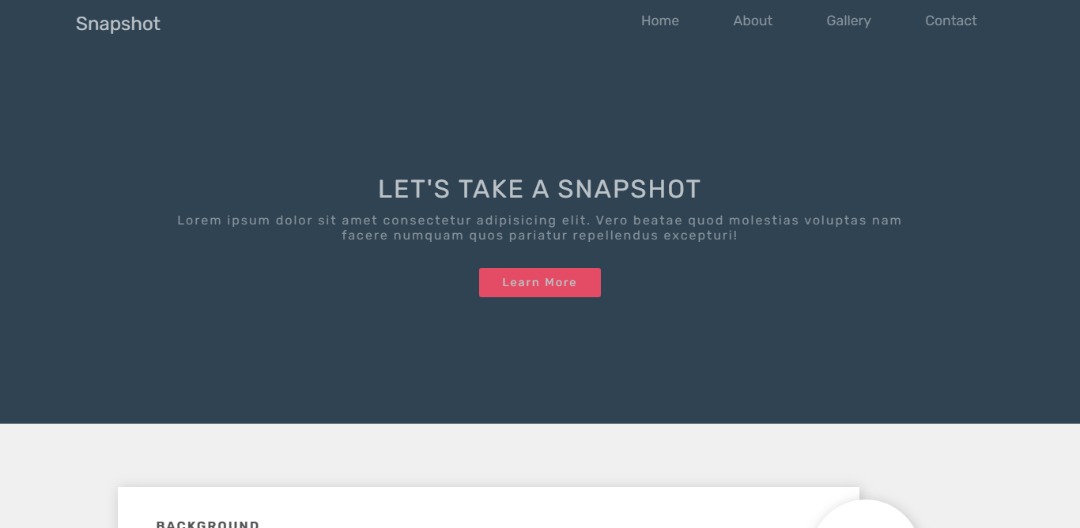 Snapshot
Home About Gallery Contact
LET'S TAKE A SNAPSHOT
Lorem ipsum dolor sit amet consectetur adipisicing elit. Vero beatae quod molestias voluptas nam
facere numquam quos pariatur repellendus excepturi!
Learn More
BACKGROUND